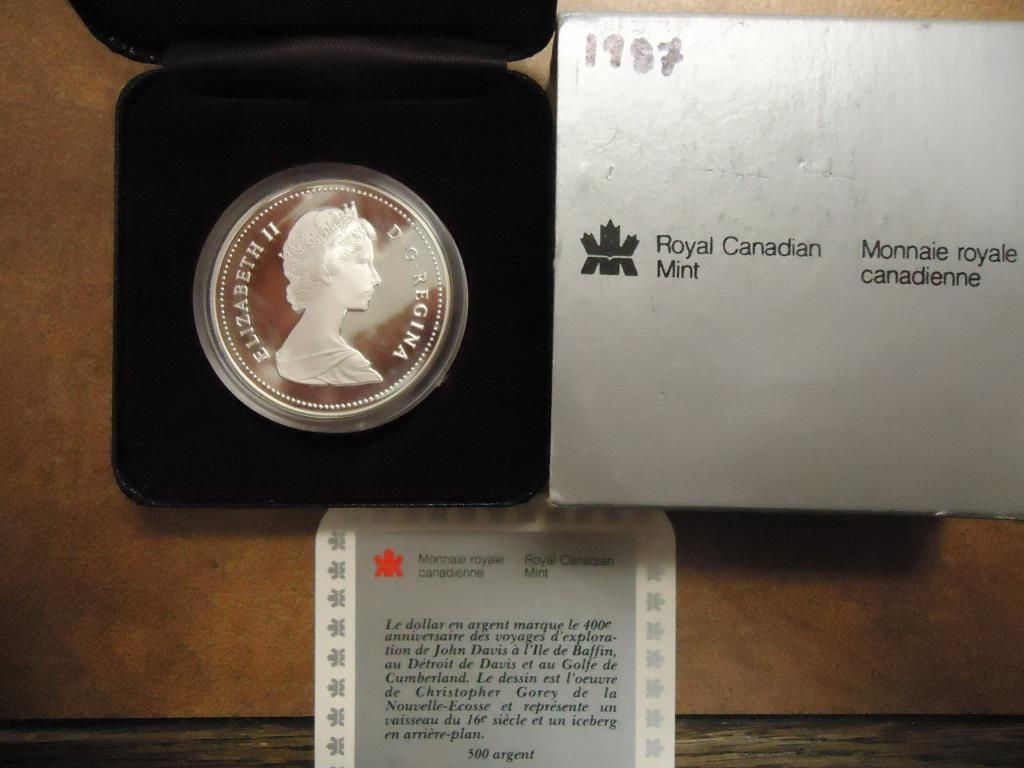 1987
Royal Canadian
Mint
Monnaie royale
canadienne
ELIZABETH II
D·G·REGINA
Monnaie royale
canadienne
Royal Canadian
Mint
Le dollar en argent marque le 400e
anniversaire des voyages d'explora-
tion de John Davis à l'Ile de Baffin,
au Détroit de Davis et au Golfe de
Cumberland. Le dessin est l'oeuvre
de Christopher Gorey de la
Nouvelle-Ecosse et représente un
vaisseau du 16e siècle et un iceberg
en arrière-plan.
500 argent